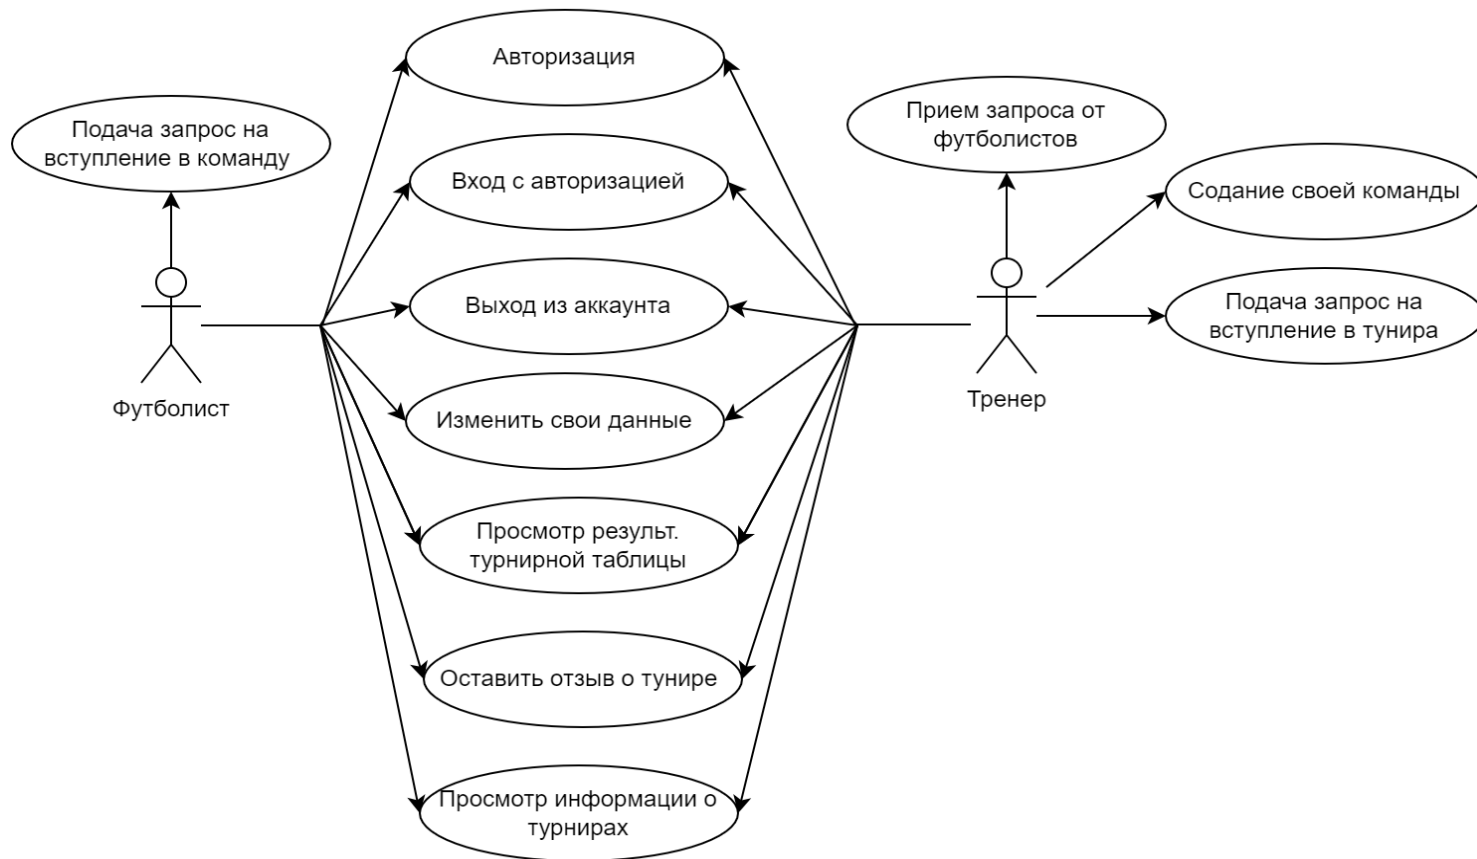 Авторизация
Подача запрос на
вступление в команду
Прием запроса от
футболистов
Вход с авторизацией
Содание своей команды
Выход из аккаунта
Подача запрос на
вступление в тунира
Футболист
Тренер
Изменить свои данные
Просмотр результ.
турнирной таблицы
Оставить отзыв о тунире
Просмотр информации о
турнирах